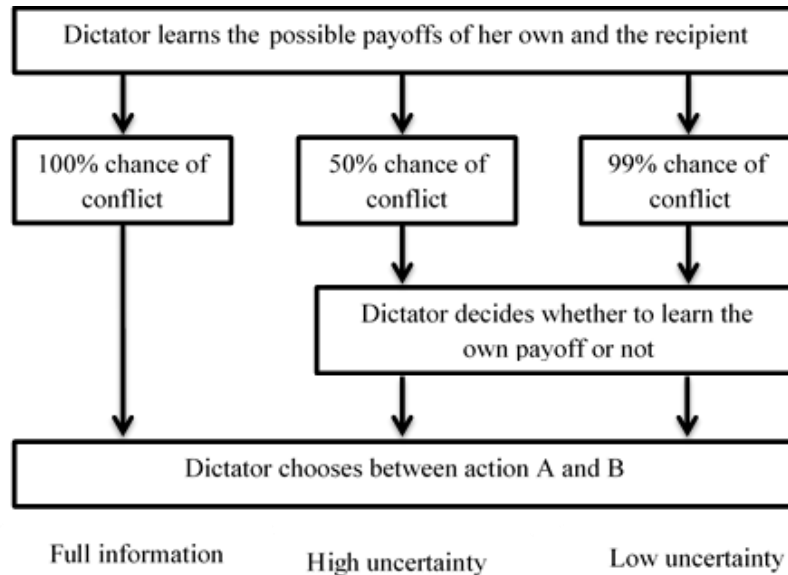 Dictator learns the possible payoffs of her own and the recipient
100% chance of
conflict
50% chance of
conflict
99% chance of
conflict
Dictator decides whether to learn the
own payoff or not
Dictator chooses between action A and B
Full information
High uncertainty
Low uncertainty